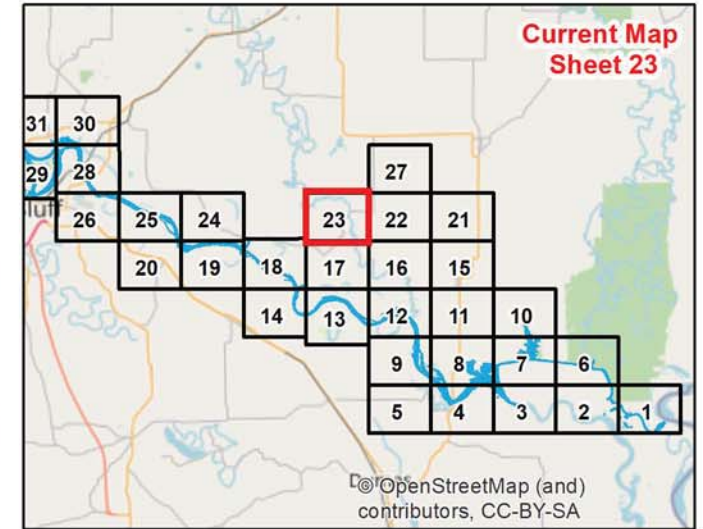 Current Map
Sheet 23
31 30
27
29 28
23 22 21
luff
26 25 24
20 19 18 17 16 15
14 13 12 11 10
9 8 7 6
5 4 3 2 1
© OpenStreetMap (and)
contributors, CC-BY-SA